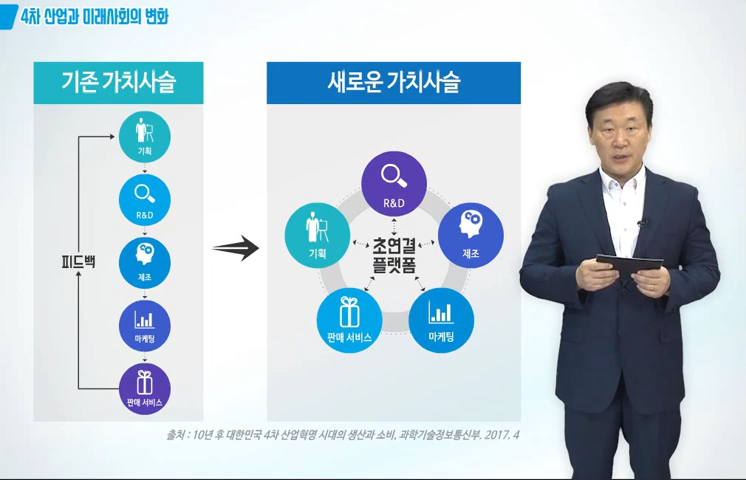 4차 산업과 미래사회의 변화
기존 가치사슬
기획
R&D
피드백
제조
마케팅
판매 서비스
새로운 가치사슬
R&D
기획
초연결
플랫폼
제조
판매 서비스
마케팅
출처 : 10년 후 대한민국 4차 산업혁명 시대의 생산과 소비, 과학기술정보통신부. 2017. 4